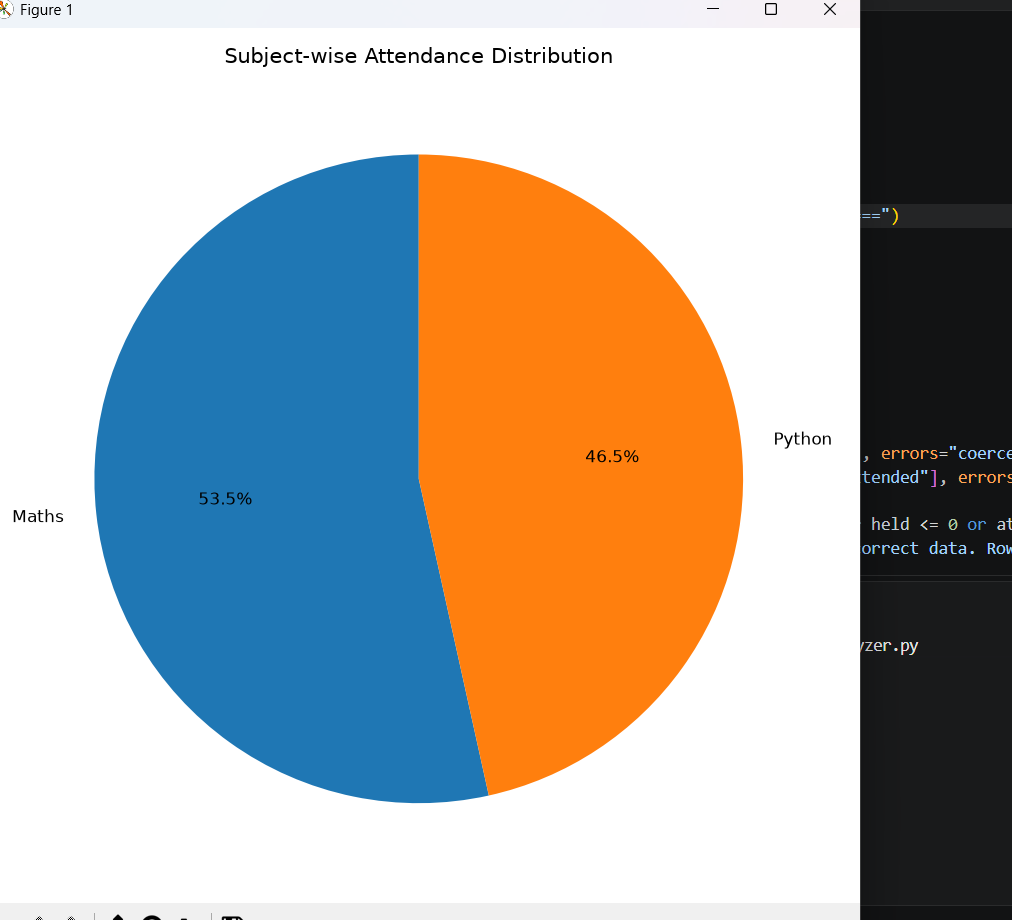 Figure 1
Subject-wise Attendance Distribution
==")
Python
, errors="coerce
46.5%
tended"], errors
53.5%
Maths
held <= 0 or at
orrect data. Row
yzer.py